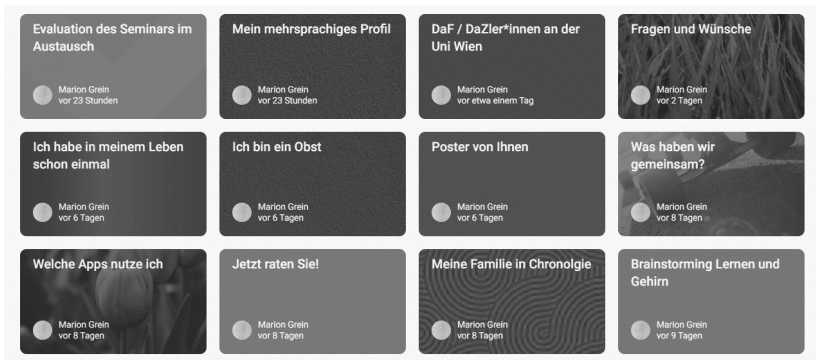 Evaluation des Seminars im
Austausch
Marion Grein
vor 23 Stunden
Mein mehrsprachiges Profil
Marion Grein
vor 23 Stunden
DaF / DaZler*innen an der
Uni Wien
Marion Grein
vor etwa einem Tag
Fragen und Wünsche
Marion Grein
vor 2 Tagen
Ich habe in meinem Leben
schon einmal
Marion Grein
vor 6 Tagen
Ich bin ein Obst
Marion Grein
vor 6 Tagen
Poster von Ihnen
Marion Grein
vor 6 Tagen
Was haben wir
gemeinsam?
Marion Grein
vor 8 Tagen
Welche Apps nutze ich
Marion Grein
vor 8 Tagen
Jetzt raten Sie!
Marion Grein
vor 8 Tagen
Meine Familie in Chronolgie
Marion Grein
vor 8 Tagen
Brainstorming Lernen und
Gehirn
Marion Grein
vor 9 Tagen